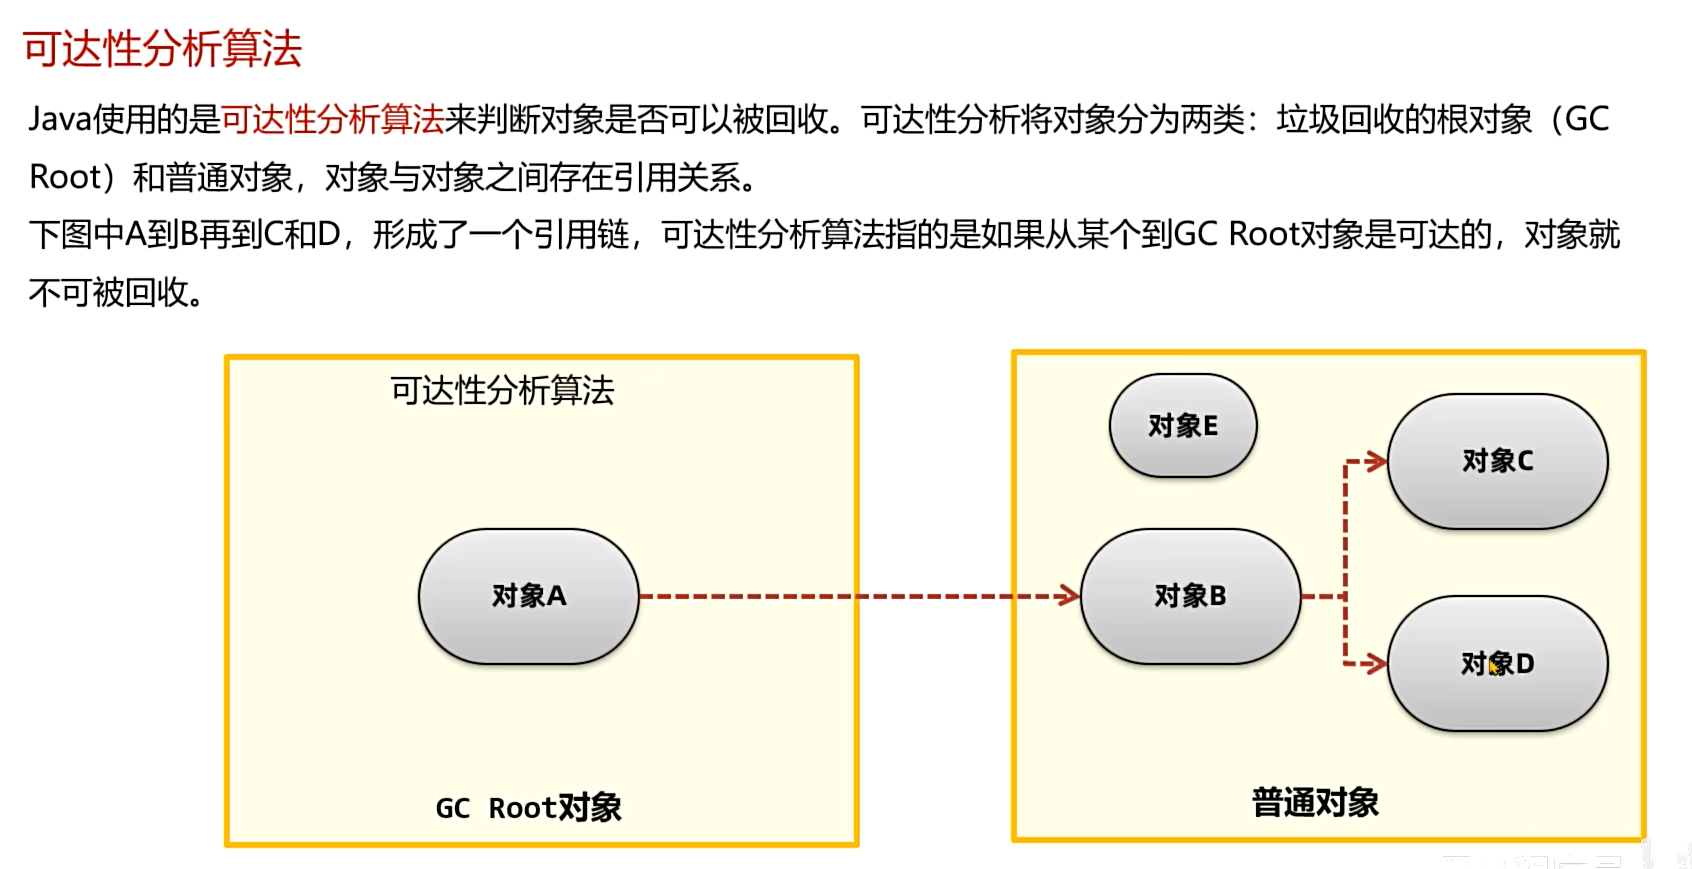 可达性分析算法
Java使用的是可达性分析算法来判断对象是否可以被回收。可达性分析将对象分为两类：垃圾回收的根对象（GC
Root）和普通对象，对象与对象之间存在引用关系。
下图中A到B再到C和D，形成了一个引用链，可达性分析算法指的是如果从某个到GC Root对象是可达的，对象就
不可被回收。
可达性分析算法
对象E
对象C
对象A
对象B
对象D
GC Root对象
普通对象